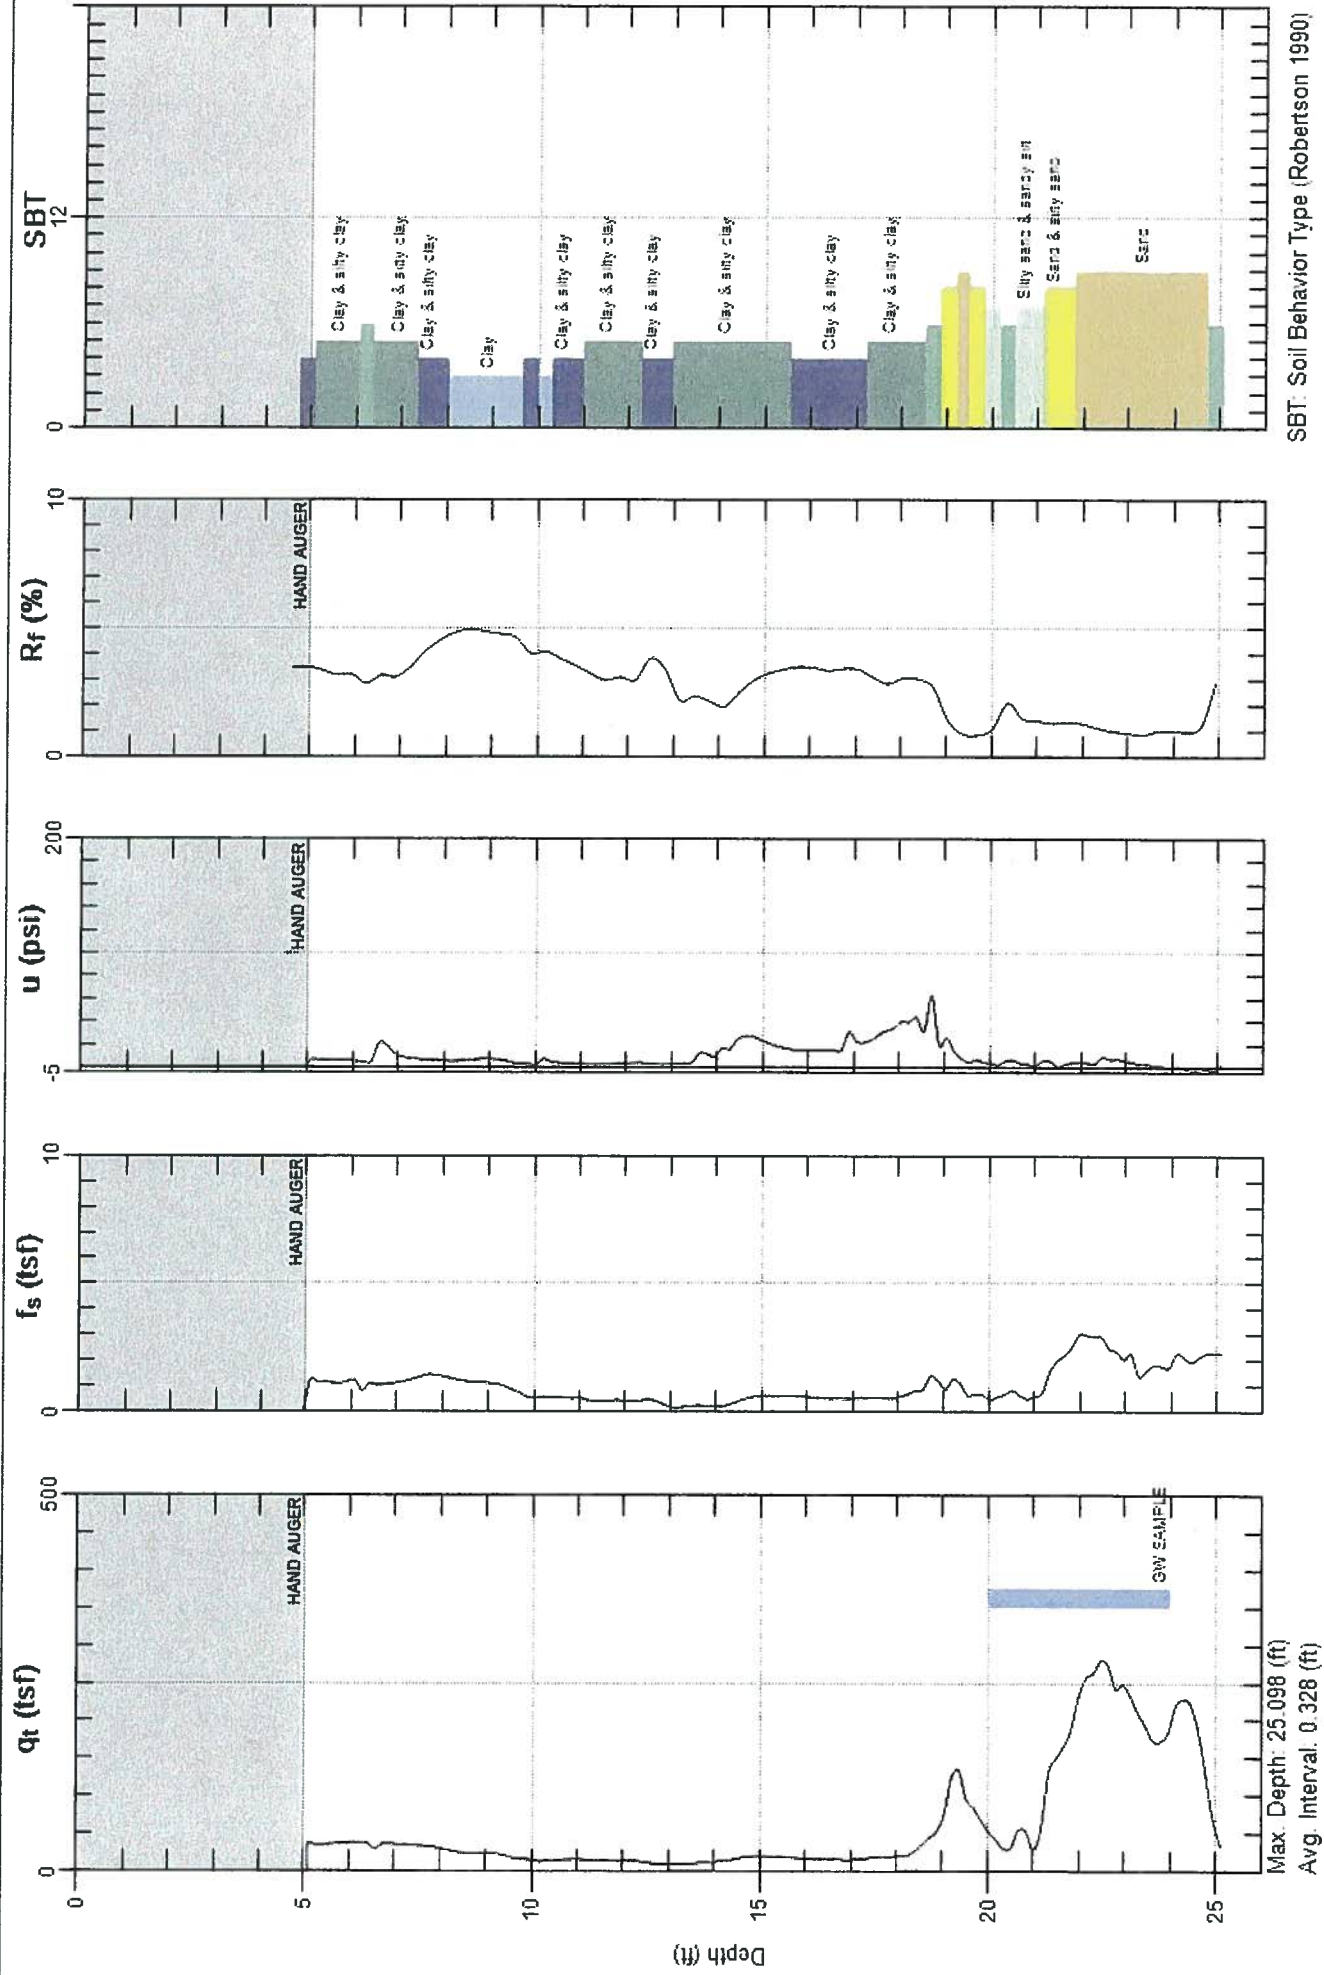 qt (tsf)
0
500
HAND AUGER
GW SAMPLE
Depth (ft)
0
5
10
15
20
25
Max. Depth: 25.098 (ft)
Avg. Interval: 0.328 (ft)
fs (tsf)
0
10
HAND AUGER
u (psi)
-5
200
HAND AUGER
Rf (%)
0
10
HAND AUGER
SBT
0
12
Clay & silty clay
Clay & silty clay
Clay & silty clay
Clay
Clay & silty clay
Clay & silty clay
Clay & silty clay
Clay & silty clay
Clay & silty clay
Clay & silty clay
Silty sand & sandy silt
Sand & silty sand
Sand
SBT: Soil Behavior Type (Robertson 1990)